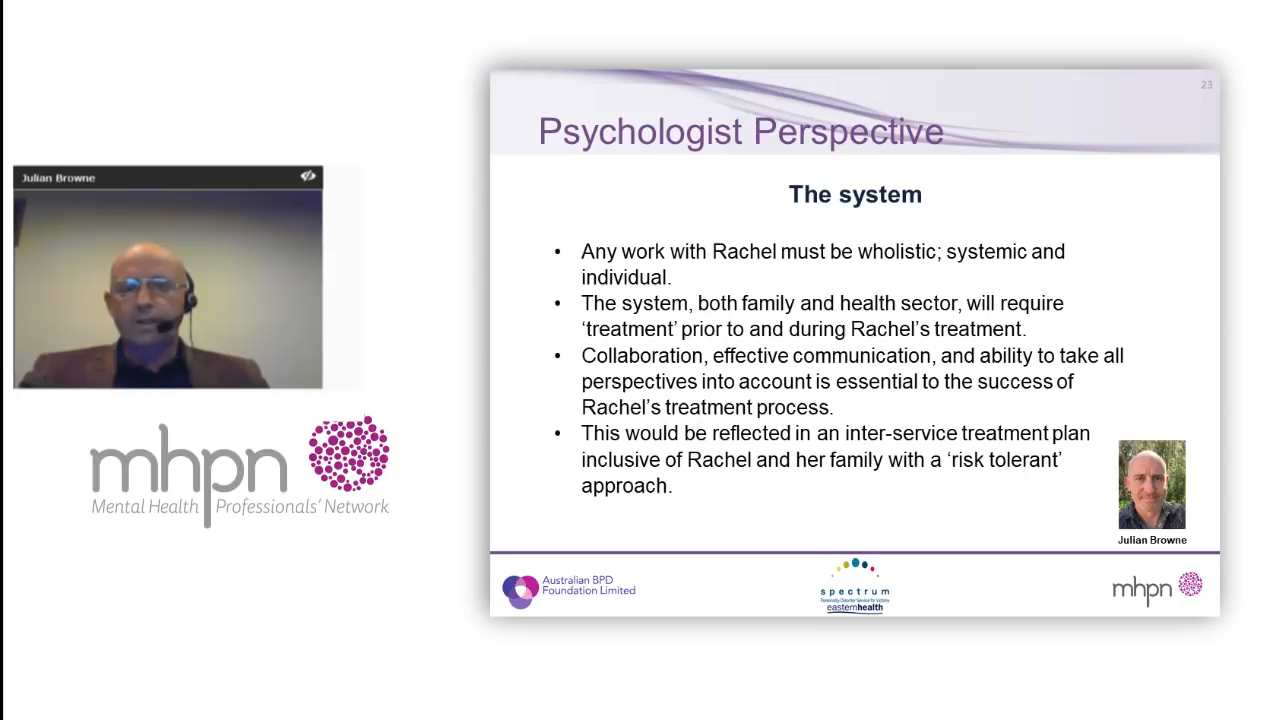 Julian Browne
mhpn
Mental Health Professionals' Network
23
Psychologist Perspective
The system
• Any work with Rachel must be wholistic; systemic and
individual.
• The system, both family and health sector, will require
‘treatment’ prior to and during Rachel’s treatment.
• Collaboration, effective communication, and ability to take all
perspectives into account is essential to the success of
Rachel’s treatment process.
• This would be reflected in an inter-service treatment plan
inclusive of Rachel and her family with a ‘risk tolerant’
approach.
Julian Browne
Australian BPD
Foundation Limited
spectrum
Personality Disorder Service for Victoria
easternhealth
mhpn